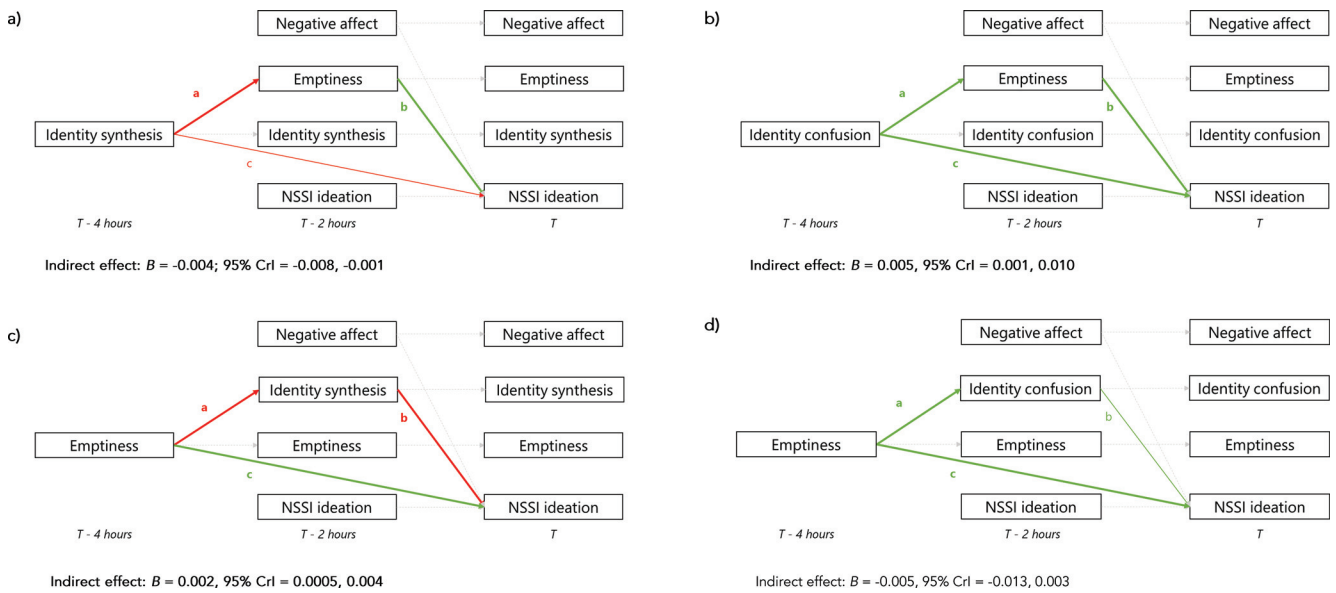 a)
Negative affect
Negative affect
Emptiness
Emptiness
a
b
Identity synthesis
Identity synthesis
Identity synthesis
c
NSSI ideation
NSSI ideation
T - 4 hours
T - 2 hours
T
Indirect effect: B = -0.004; 95% CrI = -0.008, -0.001
b)
Negative affect
Negative affect
Emptiness
Emptiness
a
b
Identity confusion
Identity confusion
Identity confusion
c
NSSI ideation
NSSI ideation
T - 4 hours
T - 2 hours
T
Indirect effect: B = 0.005, 95% CrI = 0.001, 0.010
c)
Negative affect
Negative affect
Identity synthesis
Identity synthesis
a
b
Emptiness
Emptiness
Emptiness
c
NSSI ideation
NSSI ideation
T - 4 hours
T - 2 hours
T
Indirect effect: B = 0.002, 95% CrI = 0.0005, 0.004
d)
Negative affect
Negative affect
Identity confusion
Identity confusion
a
b
Emptiness
Emptiness
Emptiness
c
NSSI ideation
NSSI ideation
T - 4 hours
T - 2 hours
T
Indirect effect: B = -0.005, 95% CrI = -0.013, 0.003